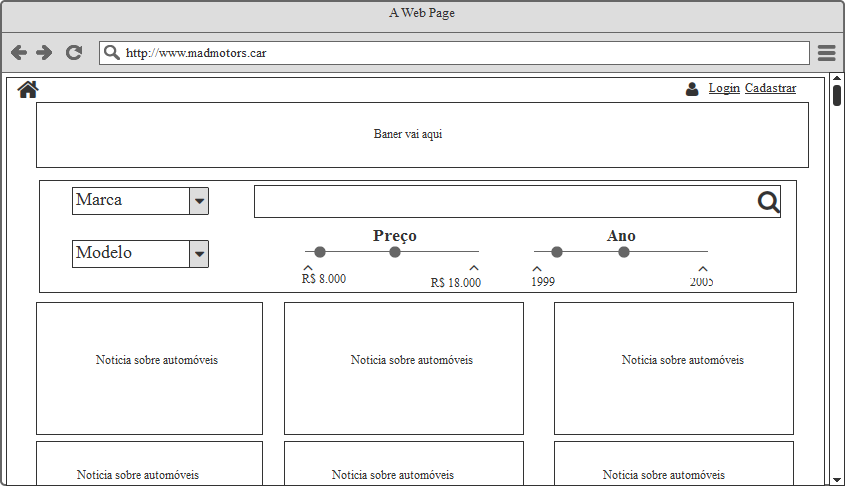 A Web Page
http://www.madmotors.car
Login Cadastrar
Baner vai aqui
Marca
Modelo
Preço
R$ 8.000
R$ 18.000
Ano
1999
2005
Noticia sobre automóveis
Noticia sobre automóveis
Noticia sobre automóveis
Noticia sobre automóveis
Noticia sobre automóveis
Noticia sobre automóveis